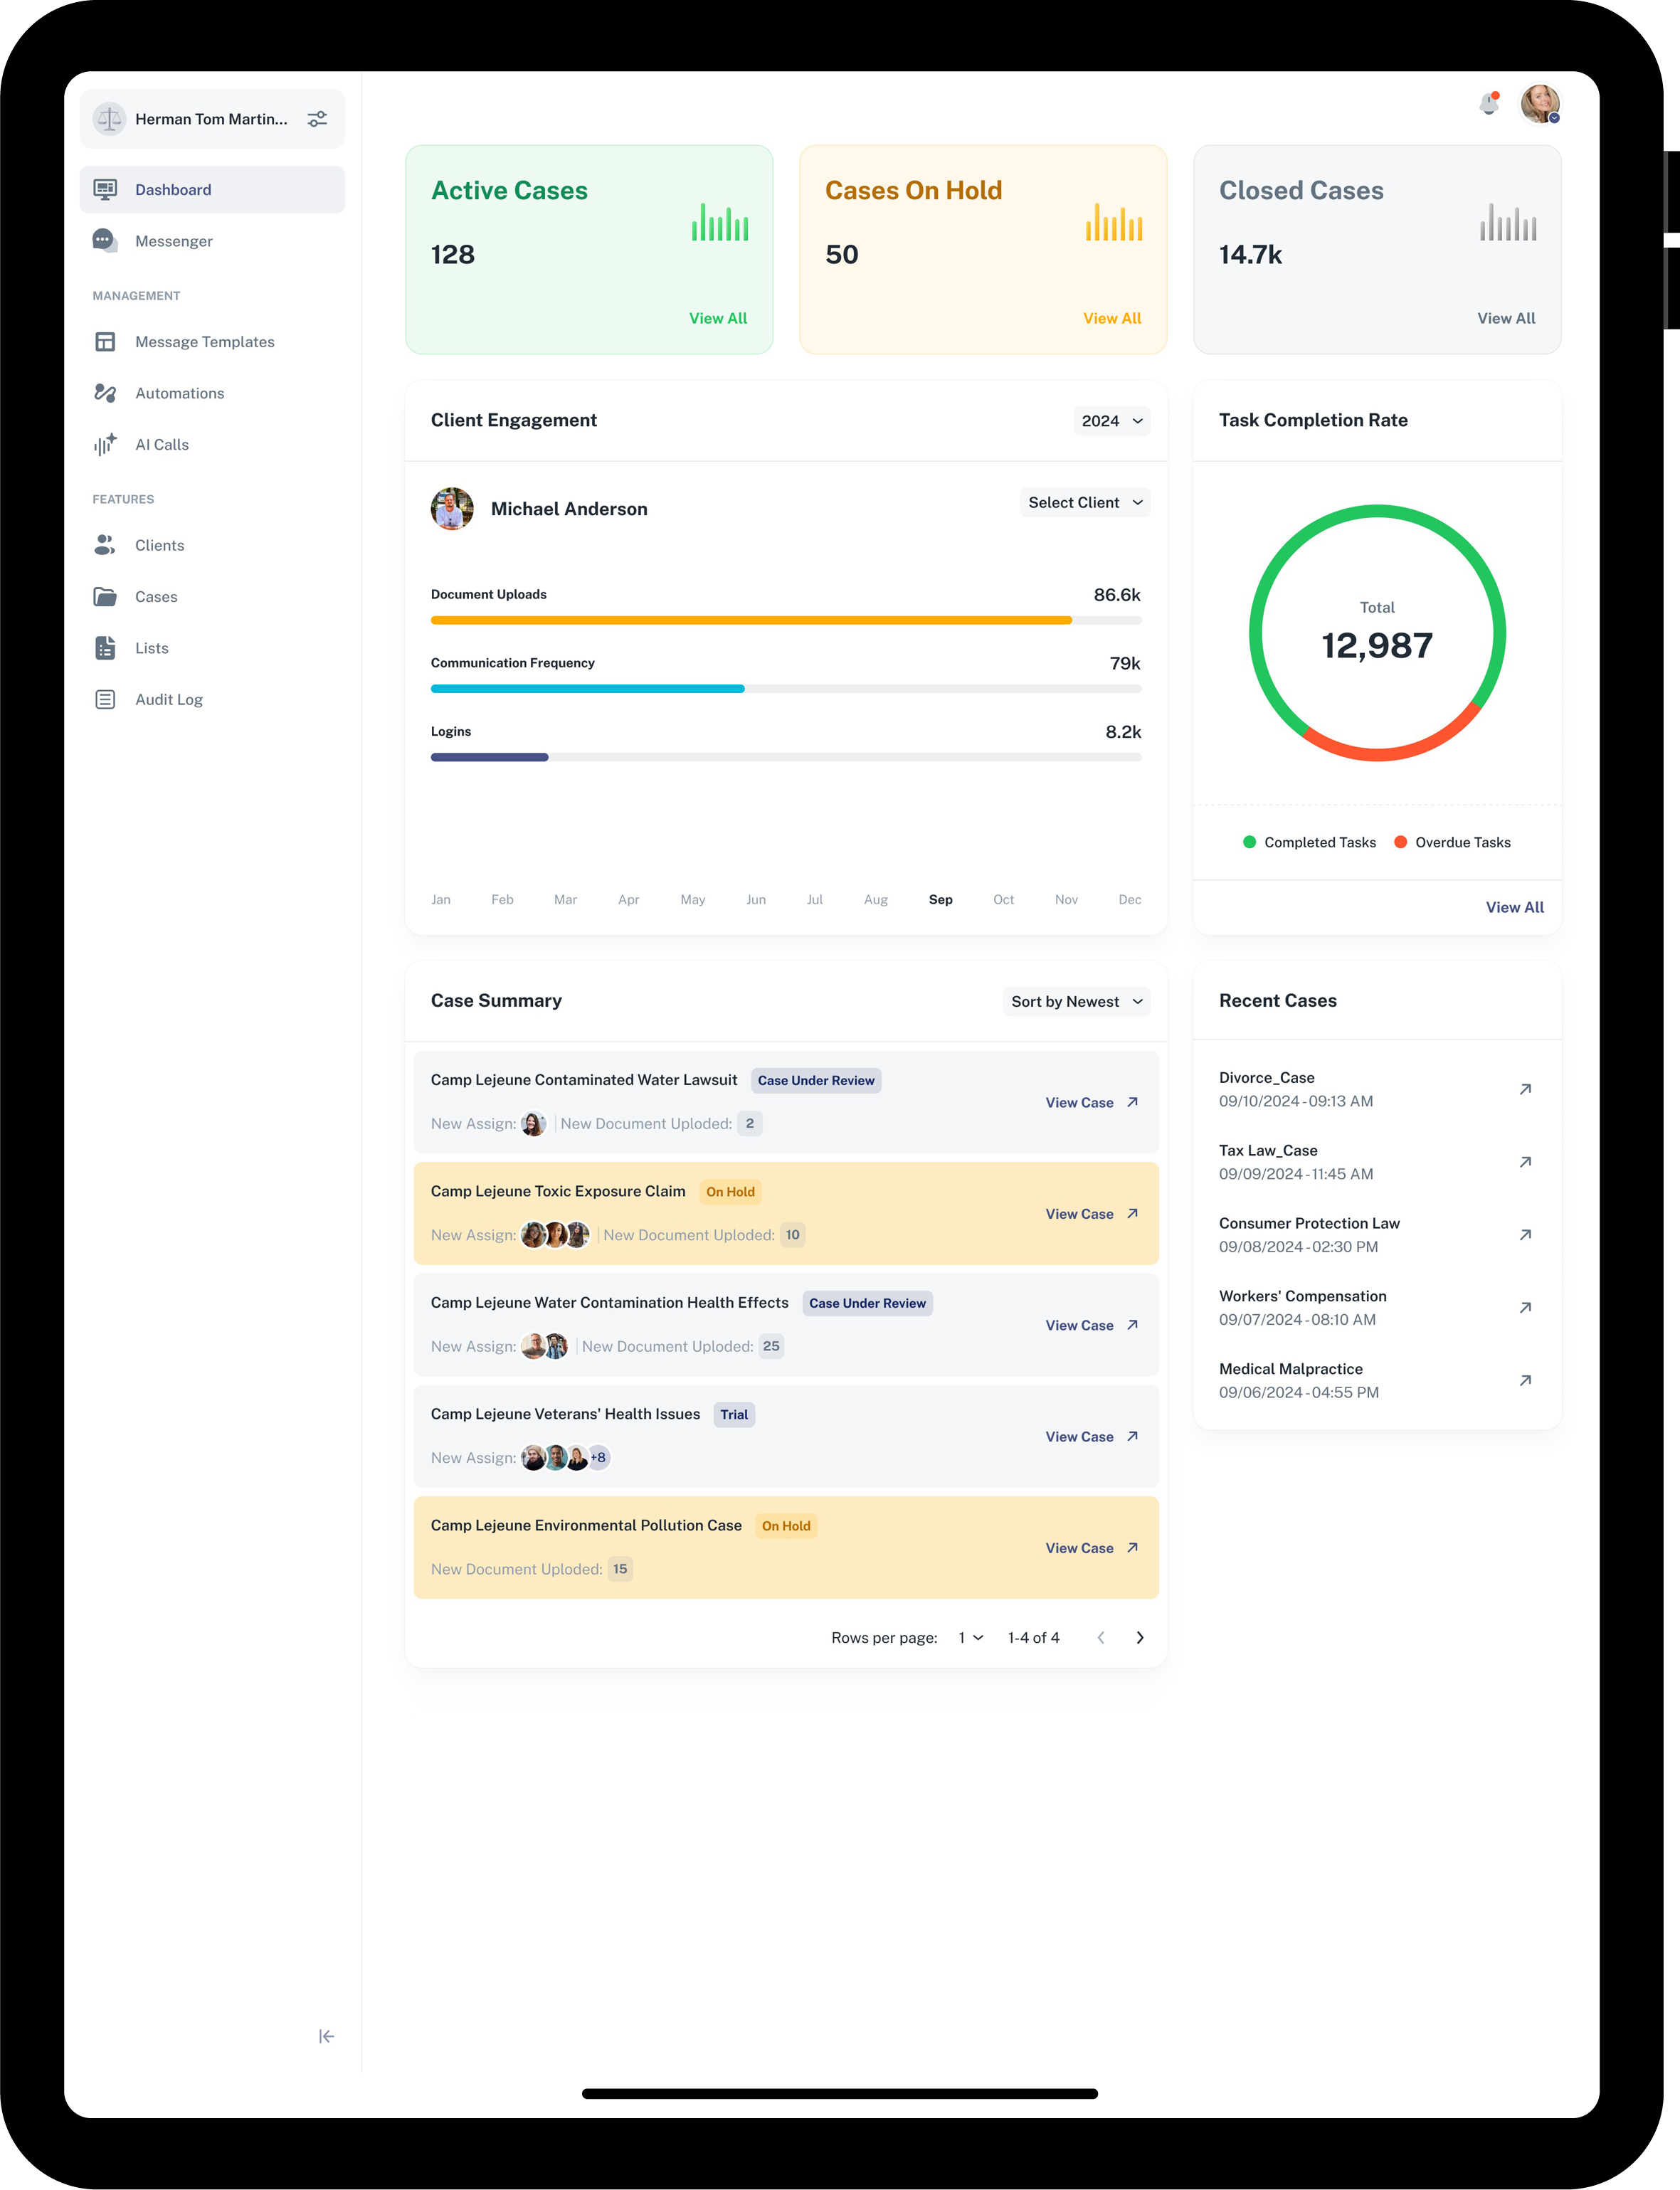 Herman Tom Martin...
Dashboard
Messenger
MANAGEMENT
Message Templates
Automations
AI Calls
FEATURES
Clients
Cases
Lists
Audit Log
Active Cases
128
View All
Cases On Hold
50
View All
Closed Cases
14.7k
View All
Client Engagement
2024
Michael Anderson
Select Client
Document Uploads 86.6k
Communication Frequency 79k
Logins 8.2k
Jan Feb Mar Apr May Jun Jul Aug Sep Oct Nov Dec
Task Completion Rate
Total
12,987
Completed Tasks Overdue Tasks
View All
Case Summary
Sort by Newest
Camp Lejeune Contaminated Water Lawsuit Case Under Review
New Assign: New Document Uploded: 2
View Case
Camp Lejeune Toxic Exposure Claim On Hold
New Assign: New Document Uploded: 10
View Case
Camp Lejeune Water Contamination Health Effects Case Under Review
New Assign: New Document Uploded: 25
View Case
Camp Lejeune Veterans' Health Issues Trial
New Assign: +8
View Case
Camp Lejeune Environmental Pollution Case On Hold
New Document Uploded: 15
View Case
Rows per page: 1 1-4 of 4
Recent Cases
Divorce_Case
09/10/2024 - 09:13 AM
Tax Law_Case
09/09/2024 - 11:45 AM
Consumer Protection Law
09/08/2024 - 02:30 PM
Workers' Compensation
09/07/2024 - 08:10 AM
Medical Malpractice
09/06/2024 - 04:55 PM